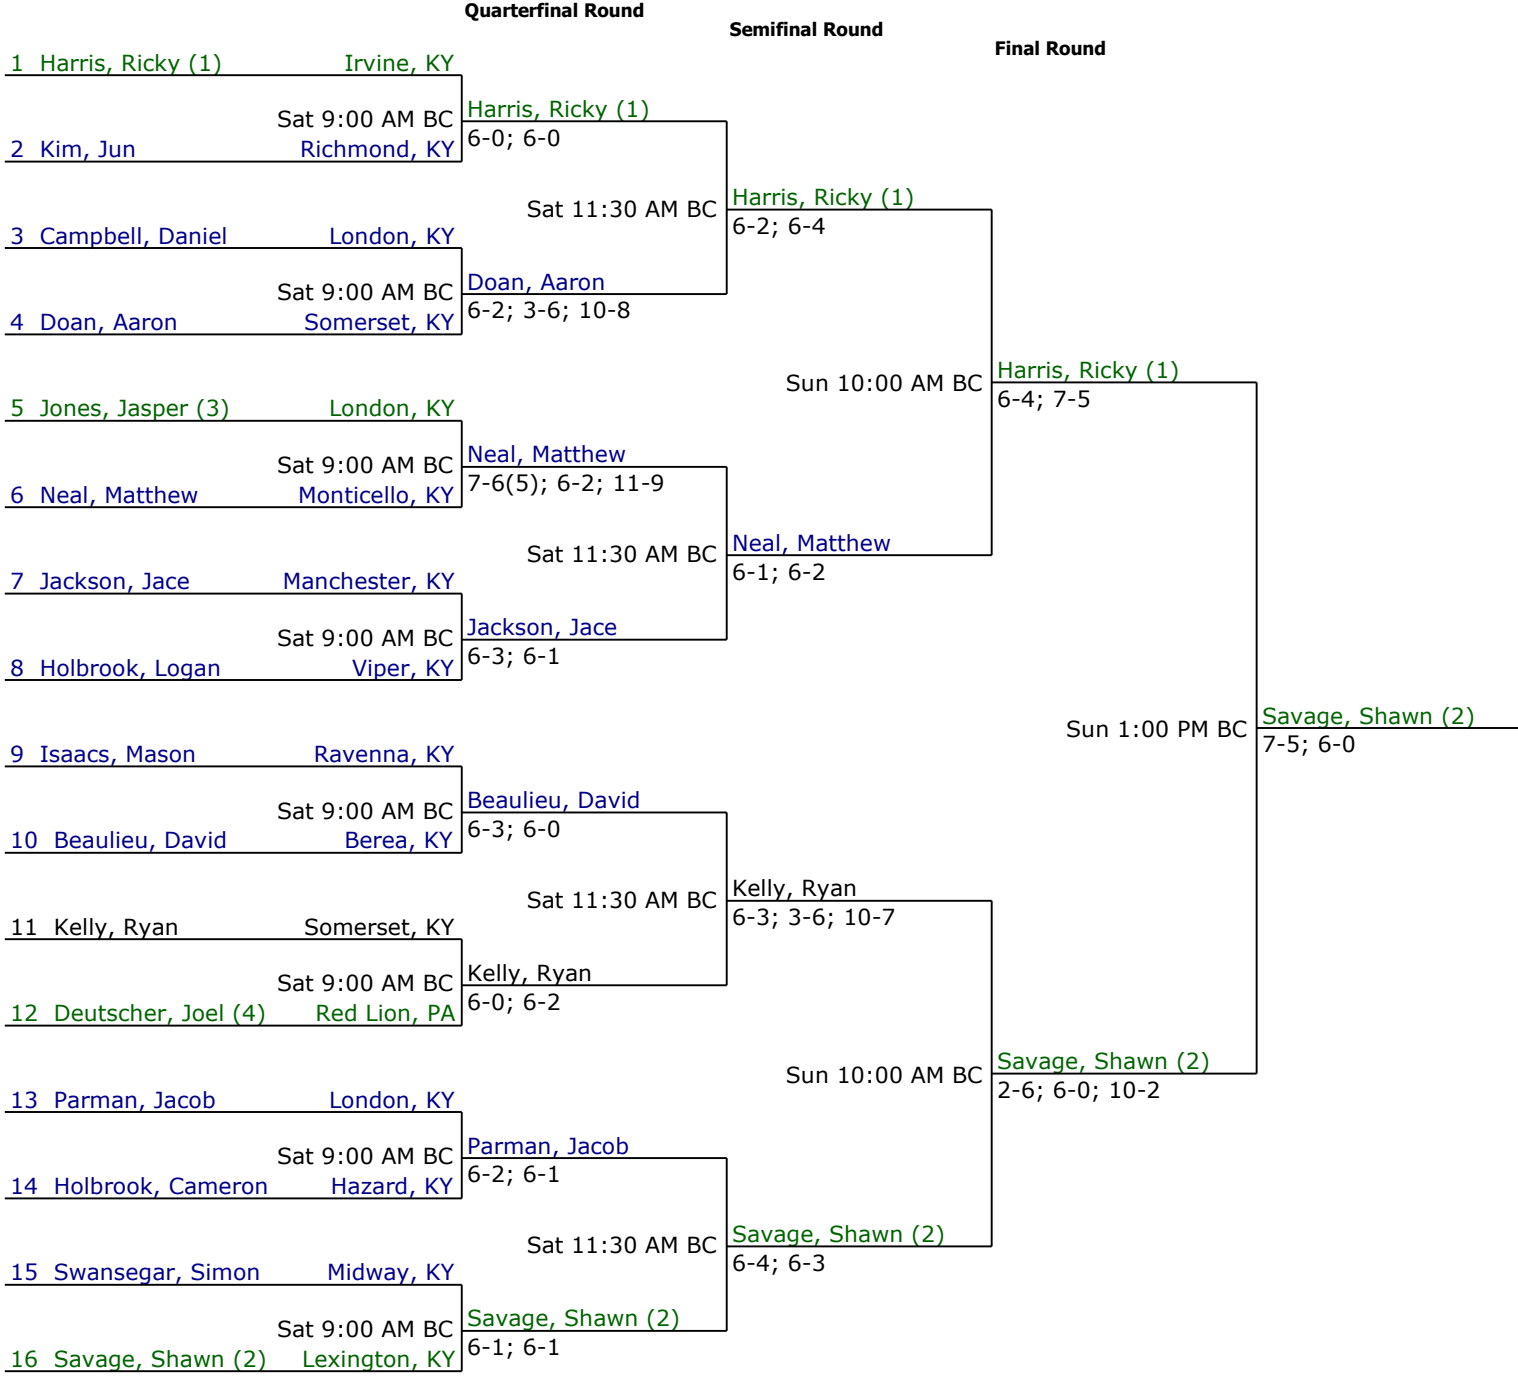 Quarterfinal Round
Semifinal Round
Final Round
1 Harris, Ricky (1) Irvine, KY
Sat 9:00 AM BC
Harris, Ricky (1)
6-0; 6-0
2 Kim, Jun Richmond, KY
Sat 11:30 AM BC
Harris, Ricky (1)
6-2; 6-4
3 Campbell, Daniel London, KY
Sat 9:00 AM BC
Doan, Aaron
6-2; 3-6; 10-8
4 Doan, Aaron Somerset, KY
Sun 10:00 AM BC
Harris, Ricky (1)
6-4; 7-5
5 Jones, Jasper (3) London, KY
Sat 9:00 AM BC
Neal, Matthew
7-6(5); 6-2; 11-9
6 Neal, Matthew Monticello, KY
Sat 11:30 AM BC
Neal, Matthew
6-1; 6-2
7 Jackson, Jace Manchester, KY
Sat 9:00 AM BC
Jackson, Jace
6-3; 6-1
8 Holbrook, Logan Viper, KY
Sun 1:00 PM BC
Savage, Shawn (2)
7-5; 6-0
9 Isaacs, Mason Ravenna, KY
Sat 9:00 AM BC
Beaulieu, David
6-3; 6-0
10 Beaulieu, David Berea, KY
Sat 11:30 AM BC
Kelly, Ryan
6-3; 3-6; 10-7
11 Kelly, Ryan Somerset, KY
Sat 9:00 AM BC
Kelly, Ryan
6-0; 6-2
12 Deutscher, Joel (4) Red Lion, PA
Sun 10:00 AM BC
Savage, Shawn (2)
2-6; 6-0; 10-2
13 Parman, Jacob London, KY
Sat 9:00 AM BC
Parman, Jacob
6-2; 6-1
14 Holbrook, Cameron Hazard, KY
Sat 11:30 AM BC
Savage, Shawn (2)
6-4; 6-3
15 Swansegar, Simon Midway, KY
Sat 9:00 AM BC
Savage, Shawn (2)
6-1; 6-1
16 Savage, Shawn (2) Lexington, KY